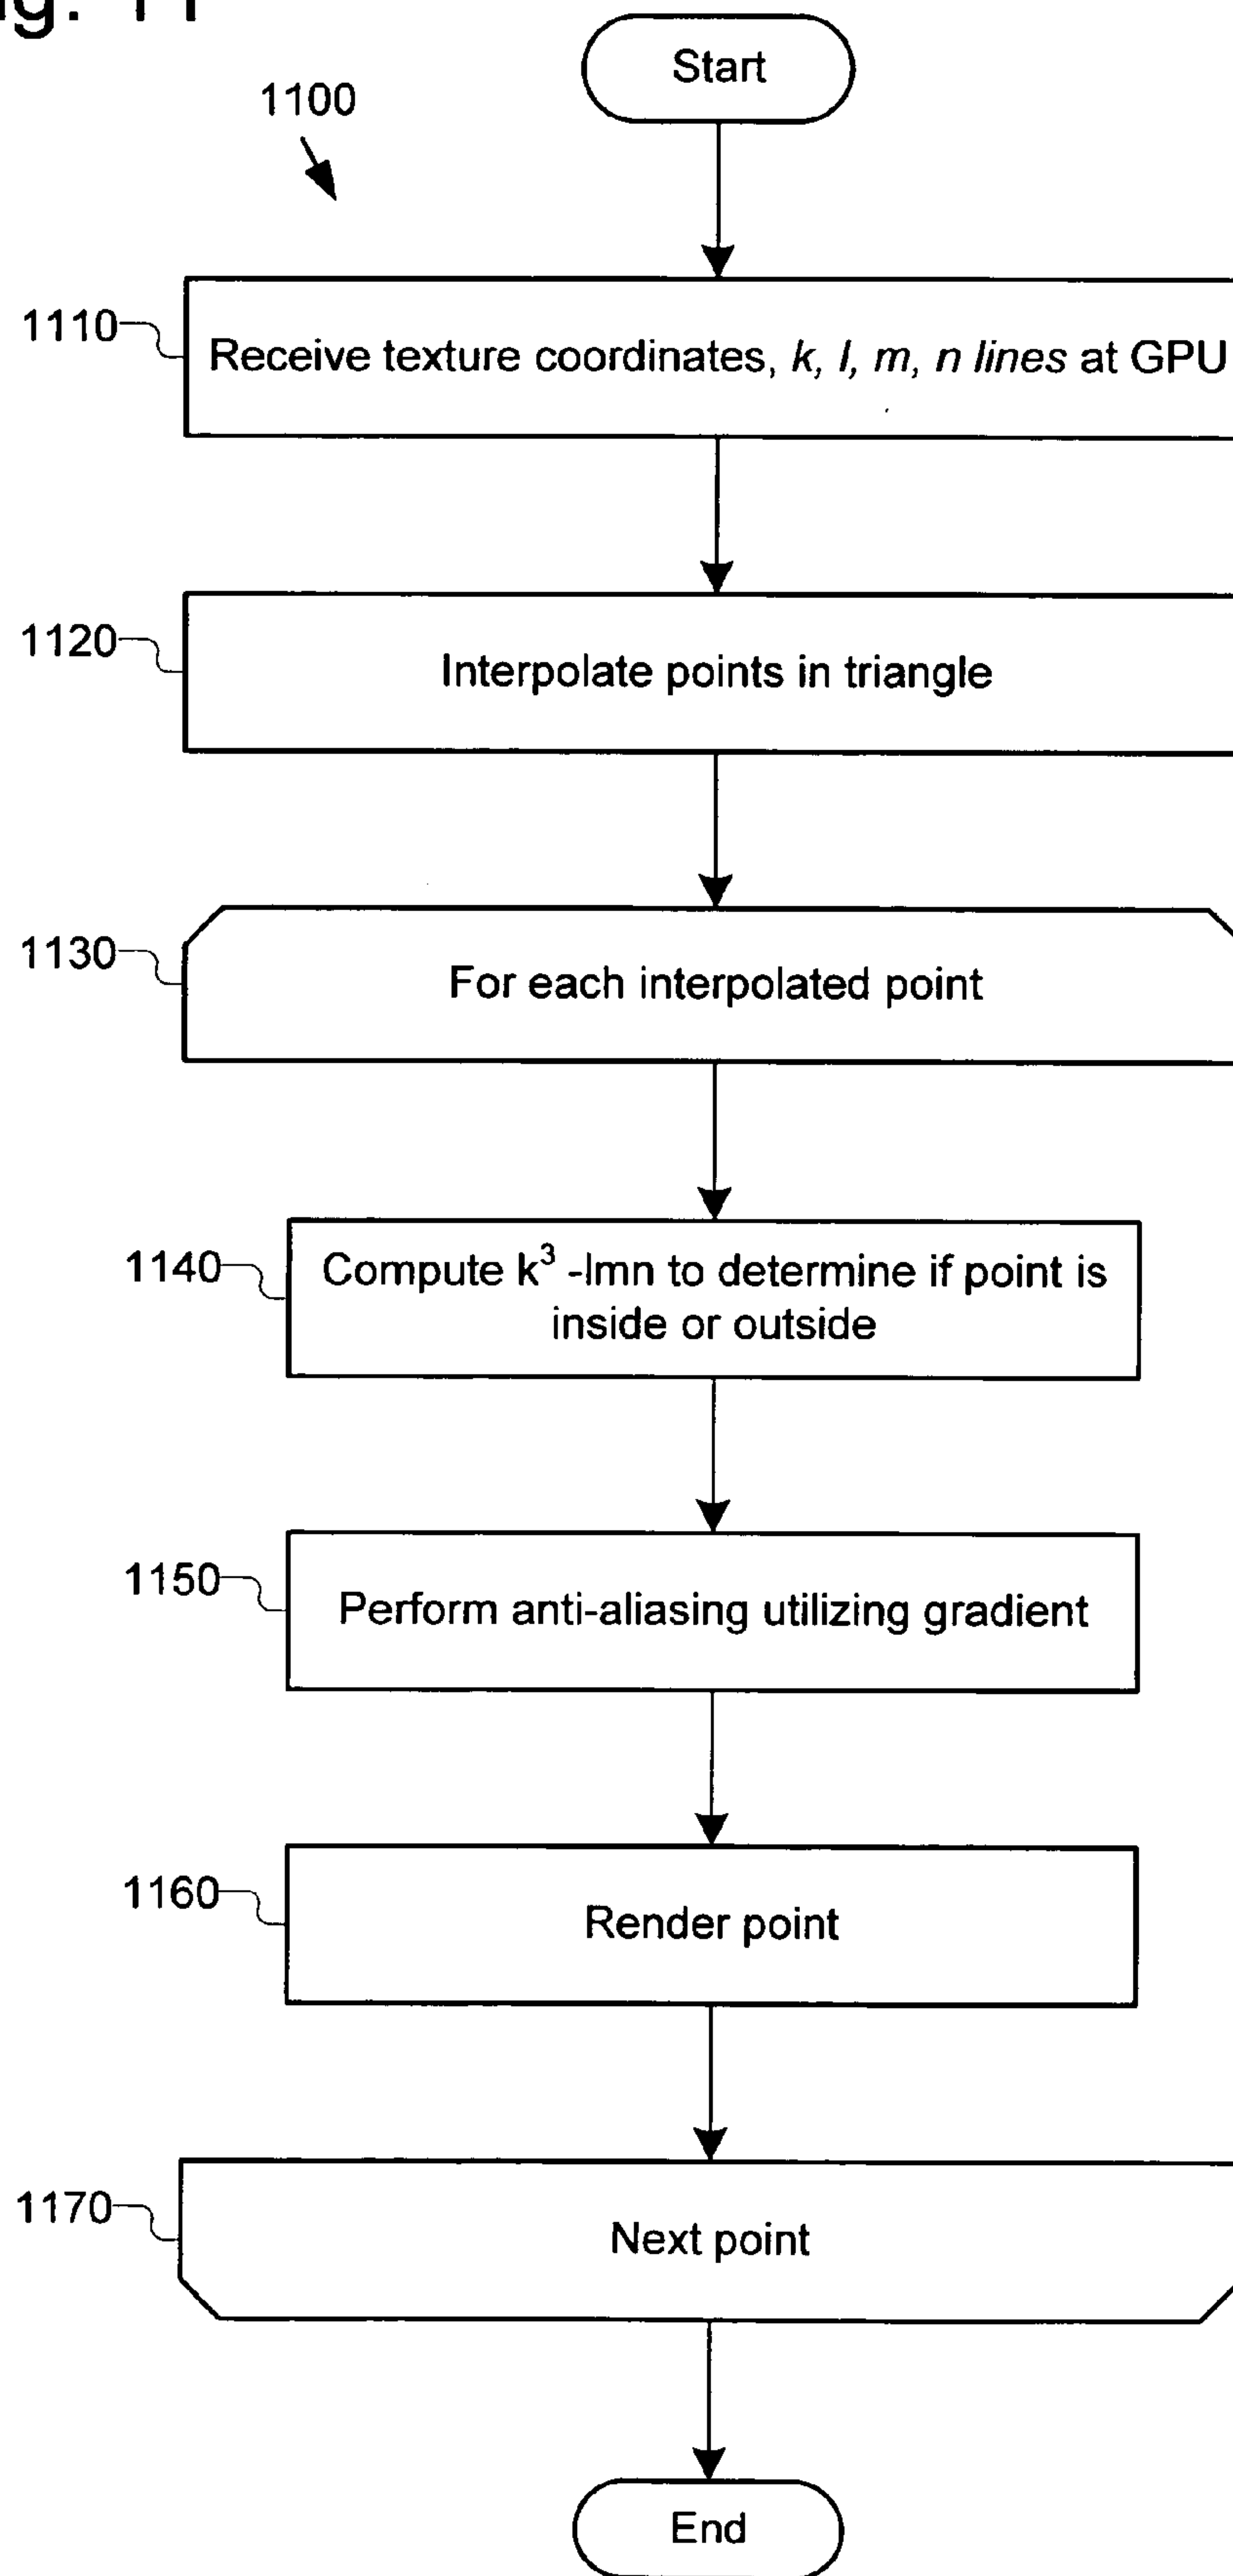 ig. 11
Start
1100
1110
Receive texture coordinates, k, l, m, n lines at GPU
1120
Interpolate points in triangle
1130
For each interpolated point
1140
Compute k³ -lmn to determine if point is
inside or outside
1150
Perform anti-aliasing utilizing gradient
1160
Render point
1170
Next point
End